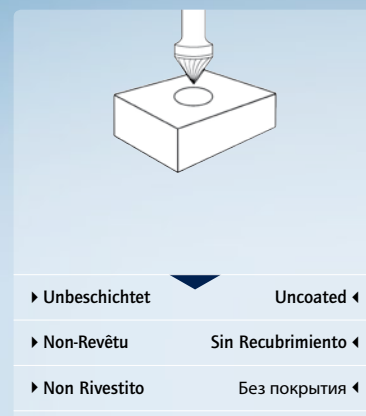 Unbeschichtet Uncoated
Non-Revêtu Sin Recubrimiento
Non Rivestito Без покрытия